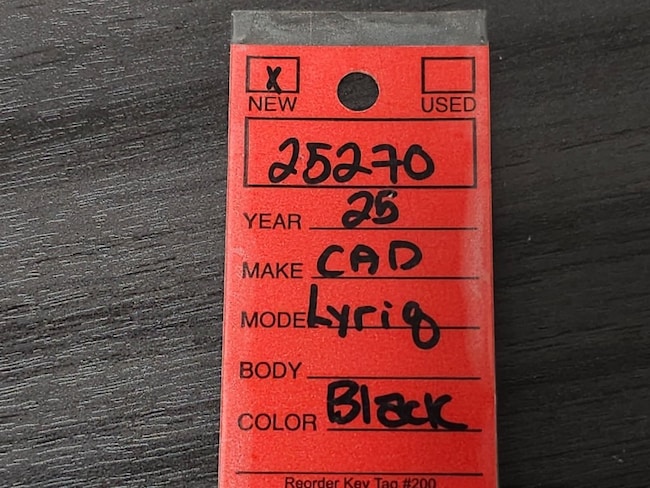 X
NEW USED
25270
YEAR 25
MAKE CAD
MODEL Lyriq
BODY
COLOR Black
Reorder Key Tag #200